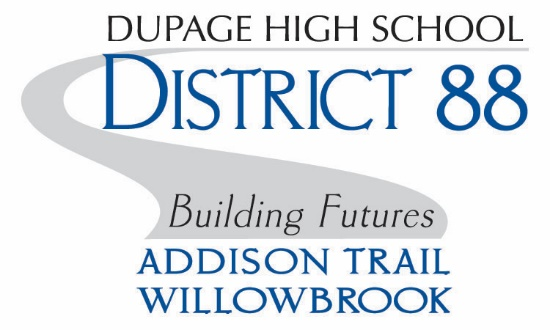 DUPAGE HIGH SCHOOL
DISTRICT 88
Building Futures
ADDISON TRAIL
WILLOWBROOK